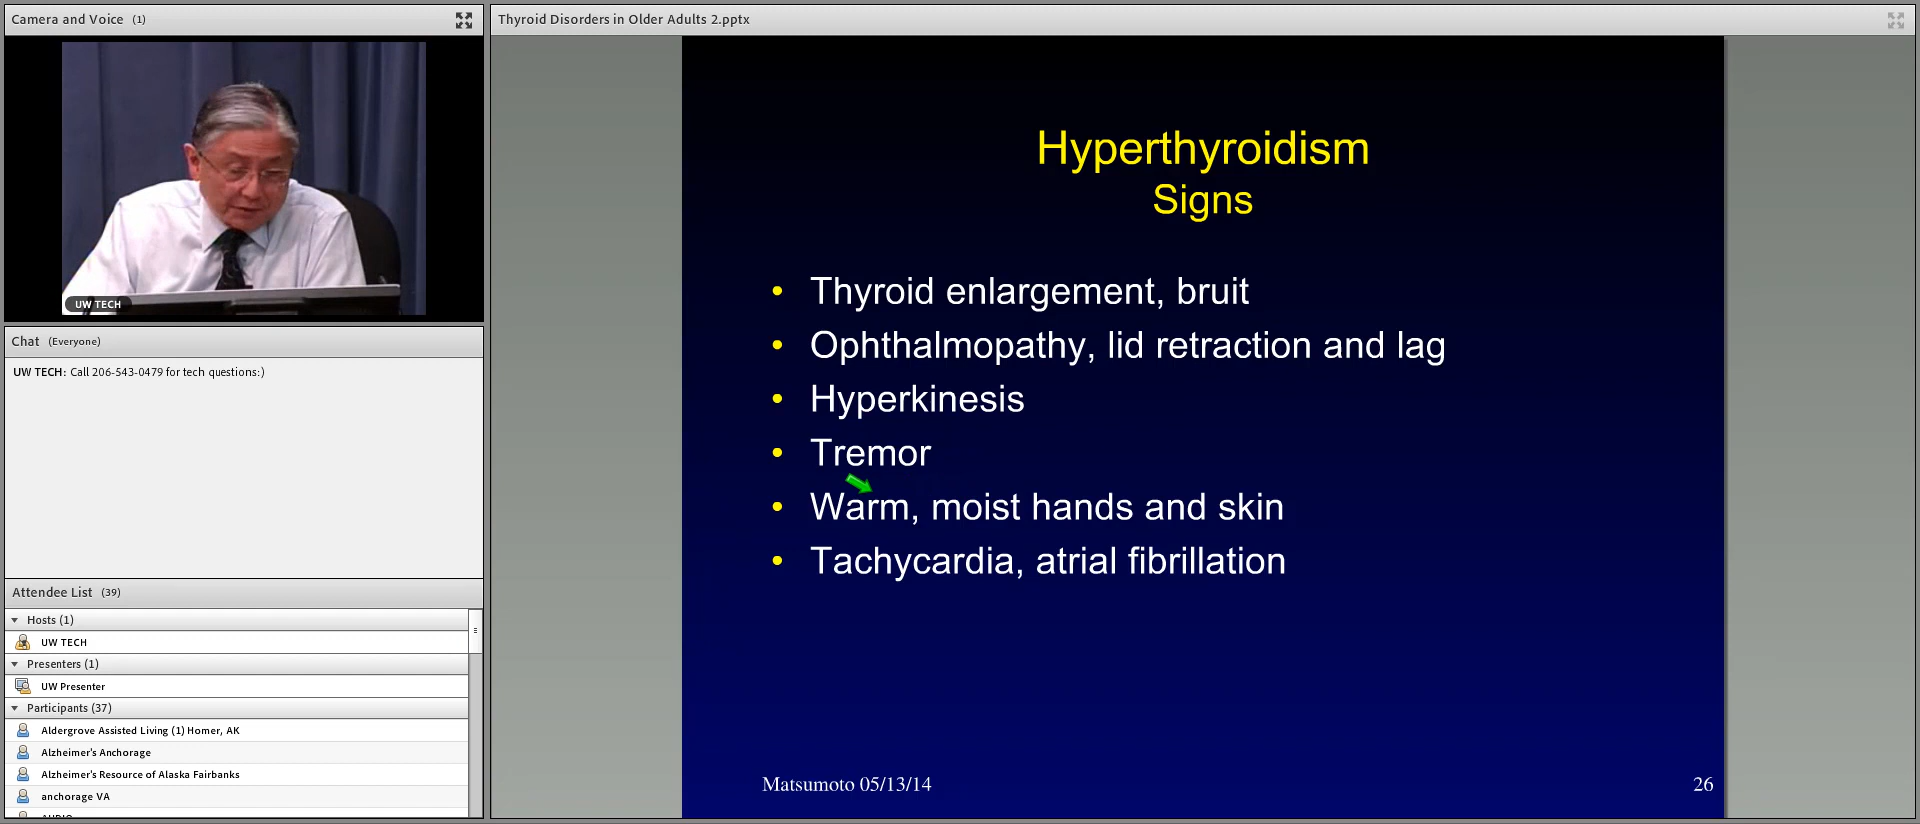 Camera and Voice (1)
UW TECH
Chat (Everyone)
UW TECH: Call 206-543-0479 for tech questions:)
Attendee List (39)
Hosts (1)
UW TECH
Presenters (1)
UW Presenter
Participants (37)
Aldergrove Assisted Living (1) Homer, AK
Alzheimer's Anchorage
Alzheimer's Resource of Alaska Fairbanks
anchorage VA
Thyroid Disorders in Older Adults 2.pptx
Hyperthyroidism
Signs
• Thyroid enlargement, bruit
• Ophthalmopathy, lid retraction and lag
• Hyperkinesis
• Tremor
• Warm, moist hands and skin
• Tachycardia, atrial fibrillation
Matsumoto 05/13/14
26